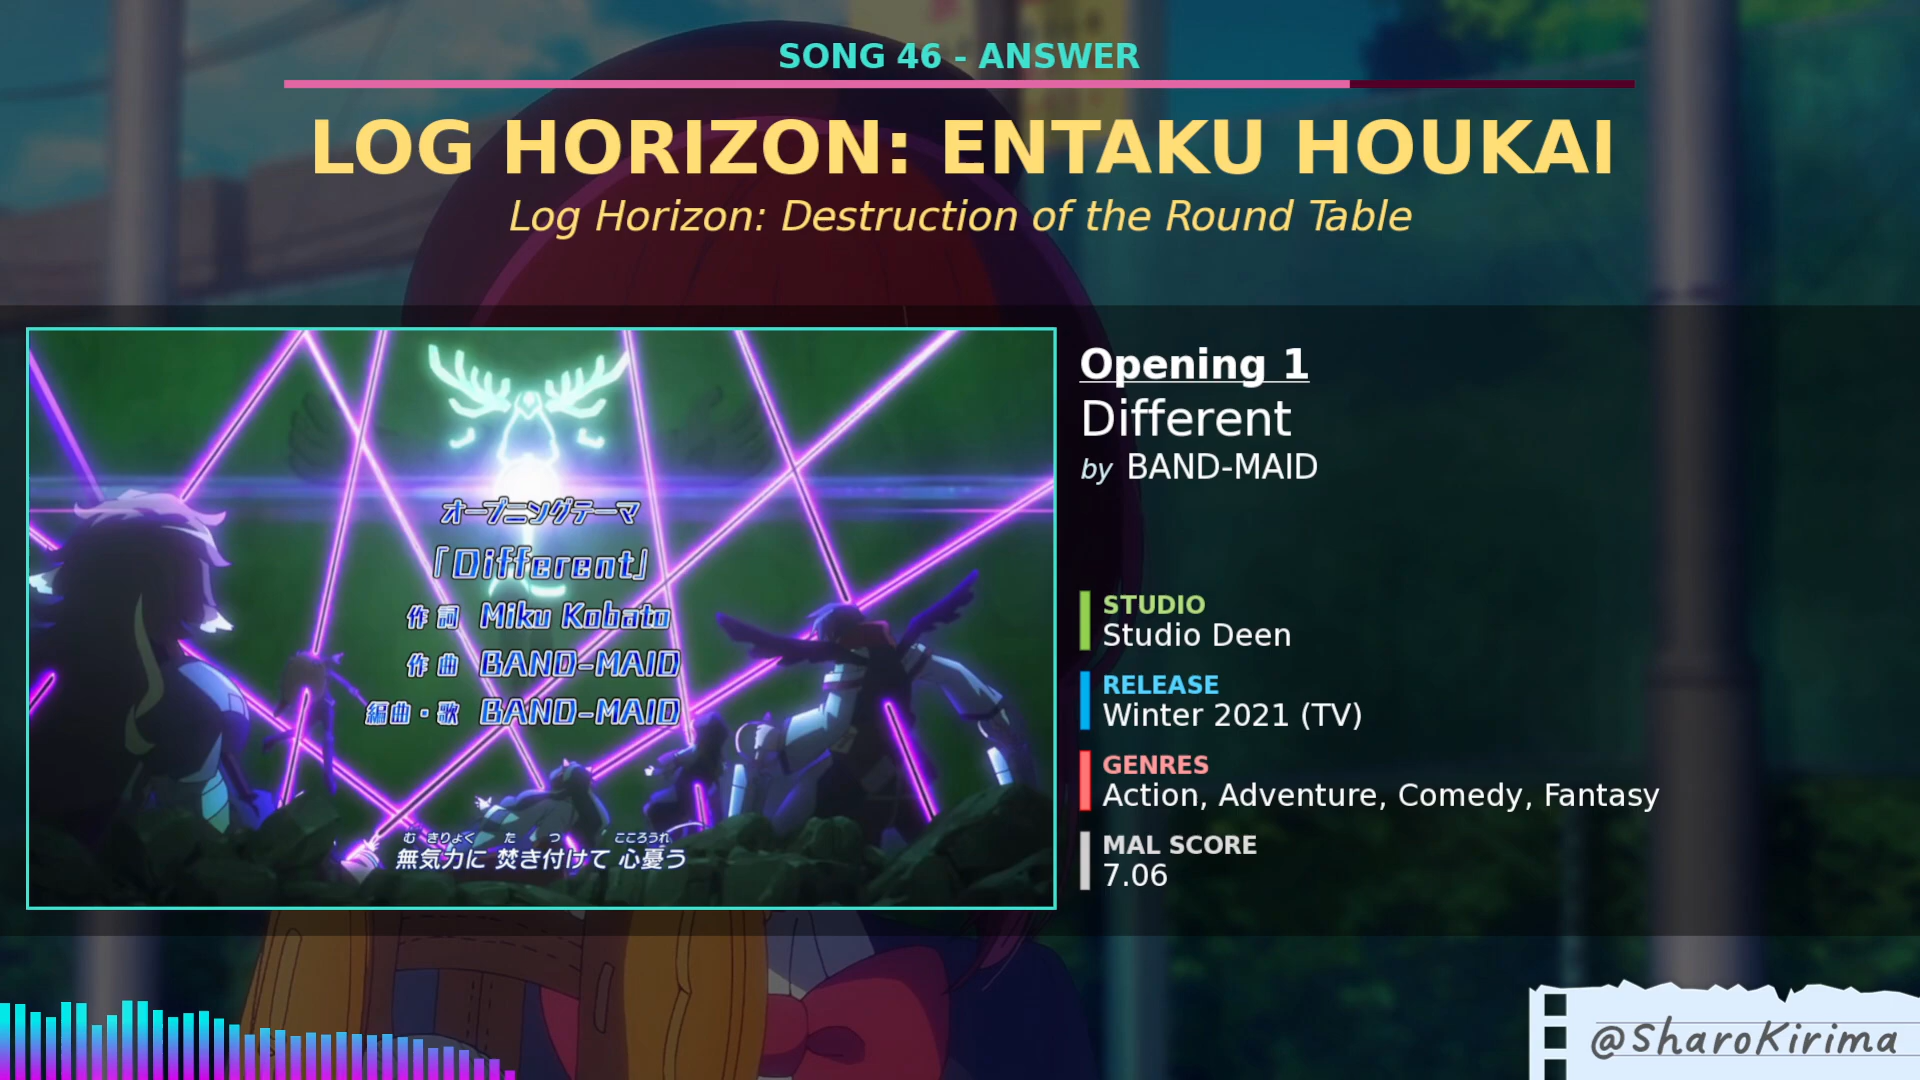 SONG 46 - ANSWER
LOG HORIZON: ENTAKU HOUKAI
Log Horizon: Destruction of the Round Table
オープニングテーマ
「Different」
作詞 Miku Kobato
作曲 BAND-MAID
編曲・歌 BAND-MAID
む きりょく た つ こころうれ
無気力に 焚き付けて 心憂う
Opening 1
Different
by BAND-MAID
STUDIO
Studio Deen
RELEASE
Winter 2021 (TV)
GENRES
Action, Adventure, Comedy, Fantasy
MAL SCORE
7.06
@SharoKirima